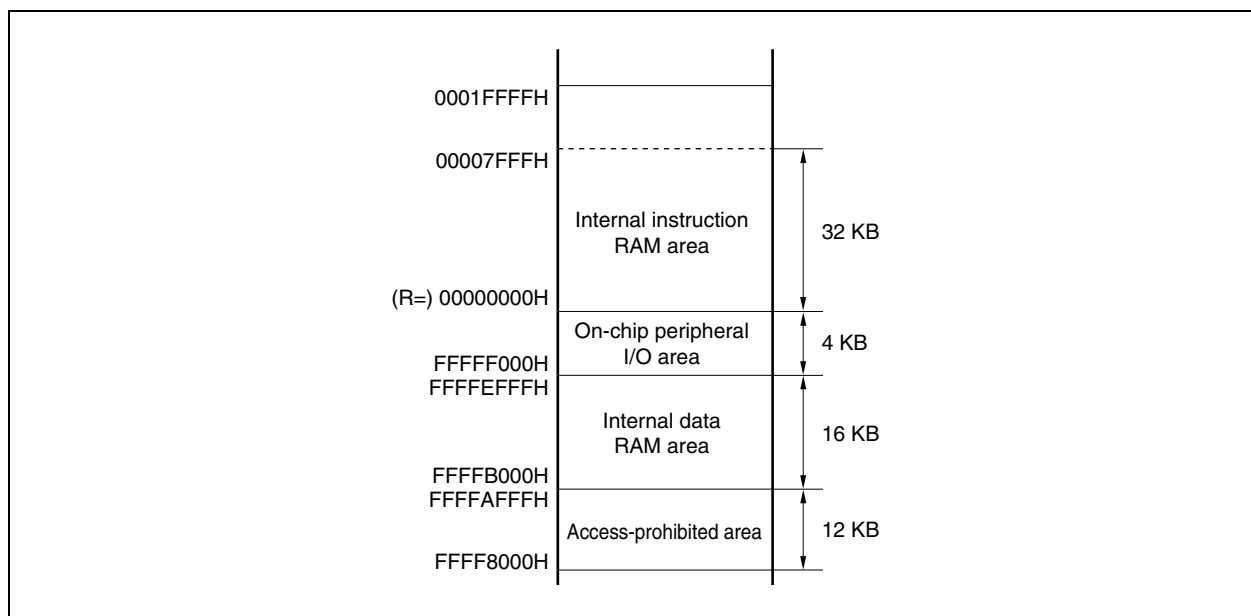 0001FFFFH
00007FFFH
Internal instruction
RAM area
32 KB
(R=) 00000000H
On-chip peripheral
I/O area
4 KB
FFFFF000H
FFFFEFFFH
Internal data
RAM area
16 KB
FFFFB000H
FFFFAFFFH
Access-prohibited area
12 KB
FFFF8000H